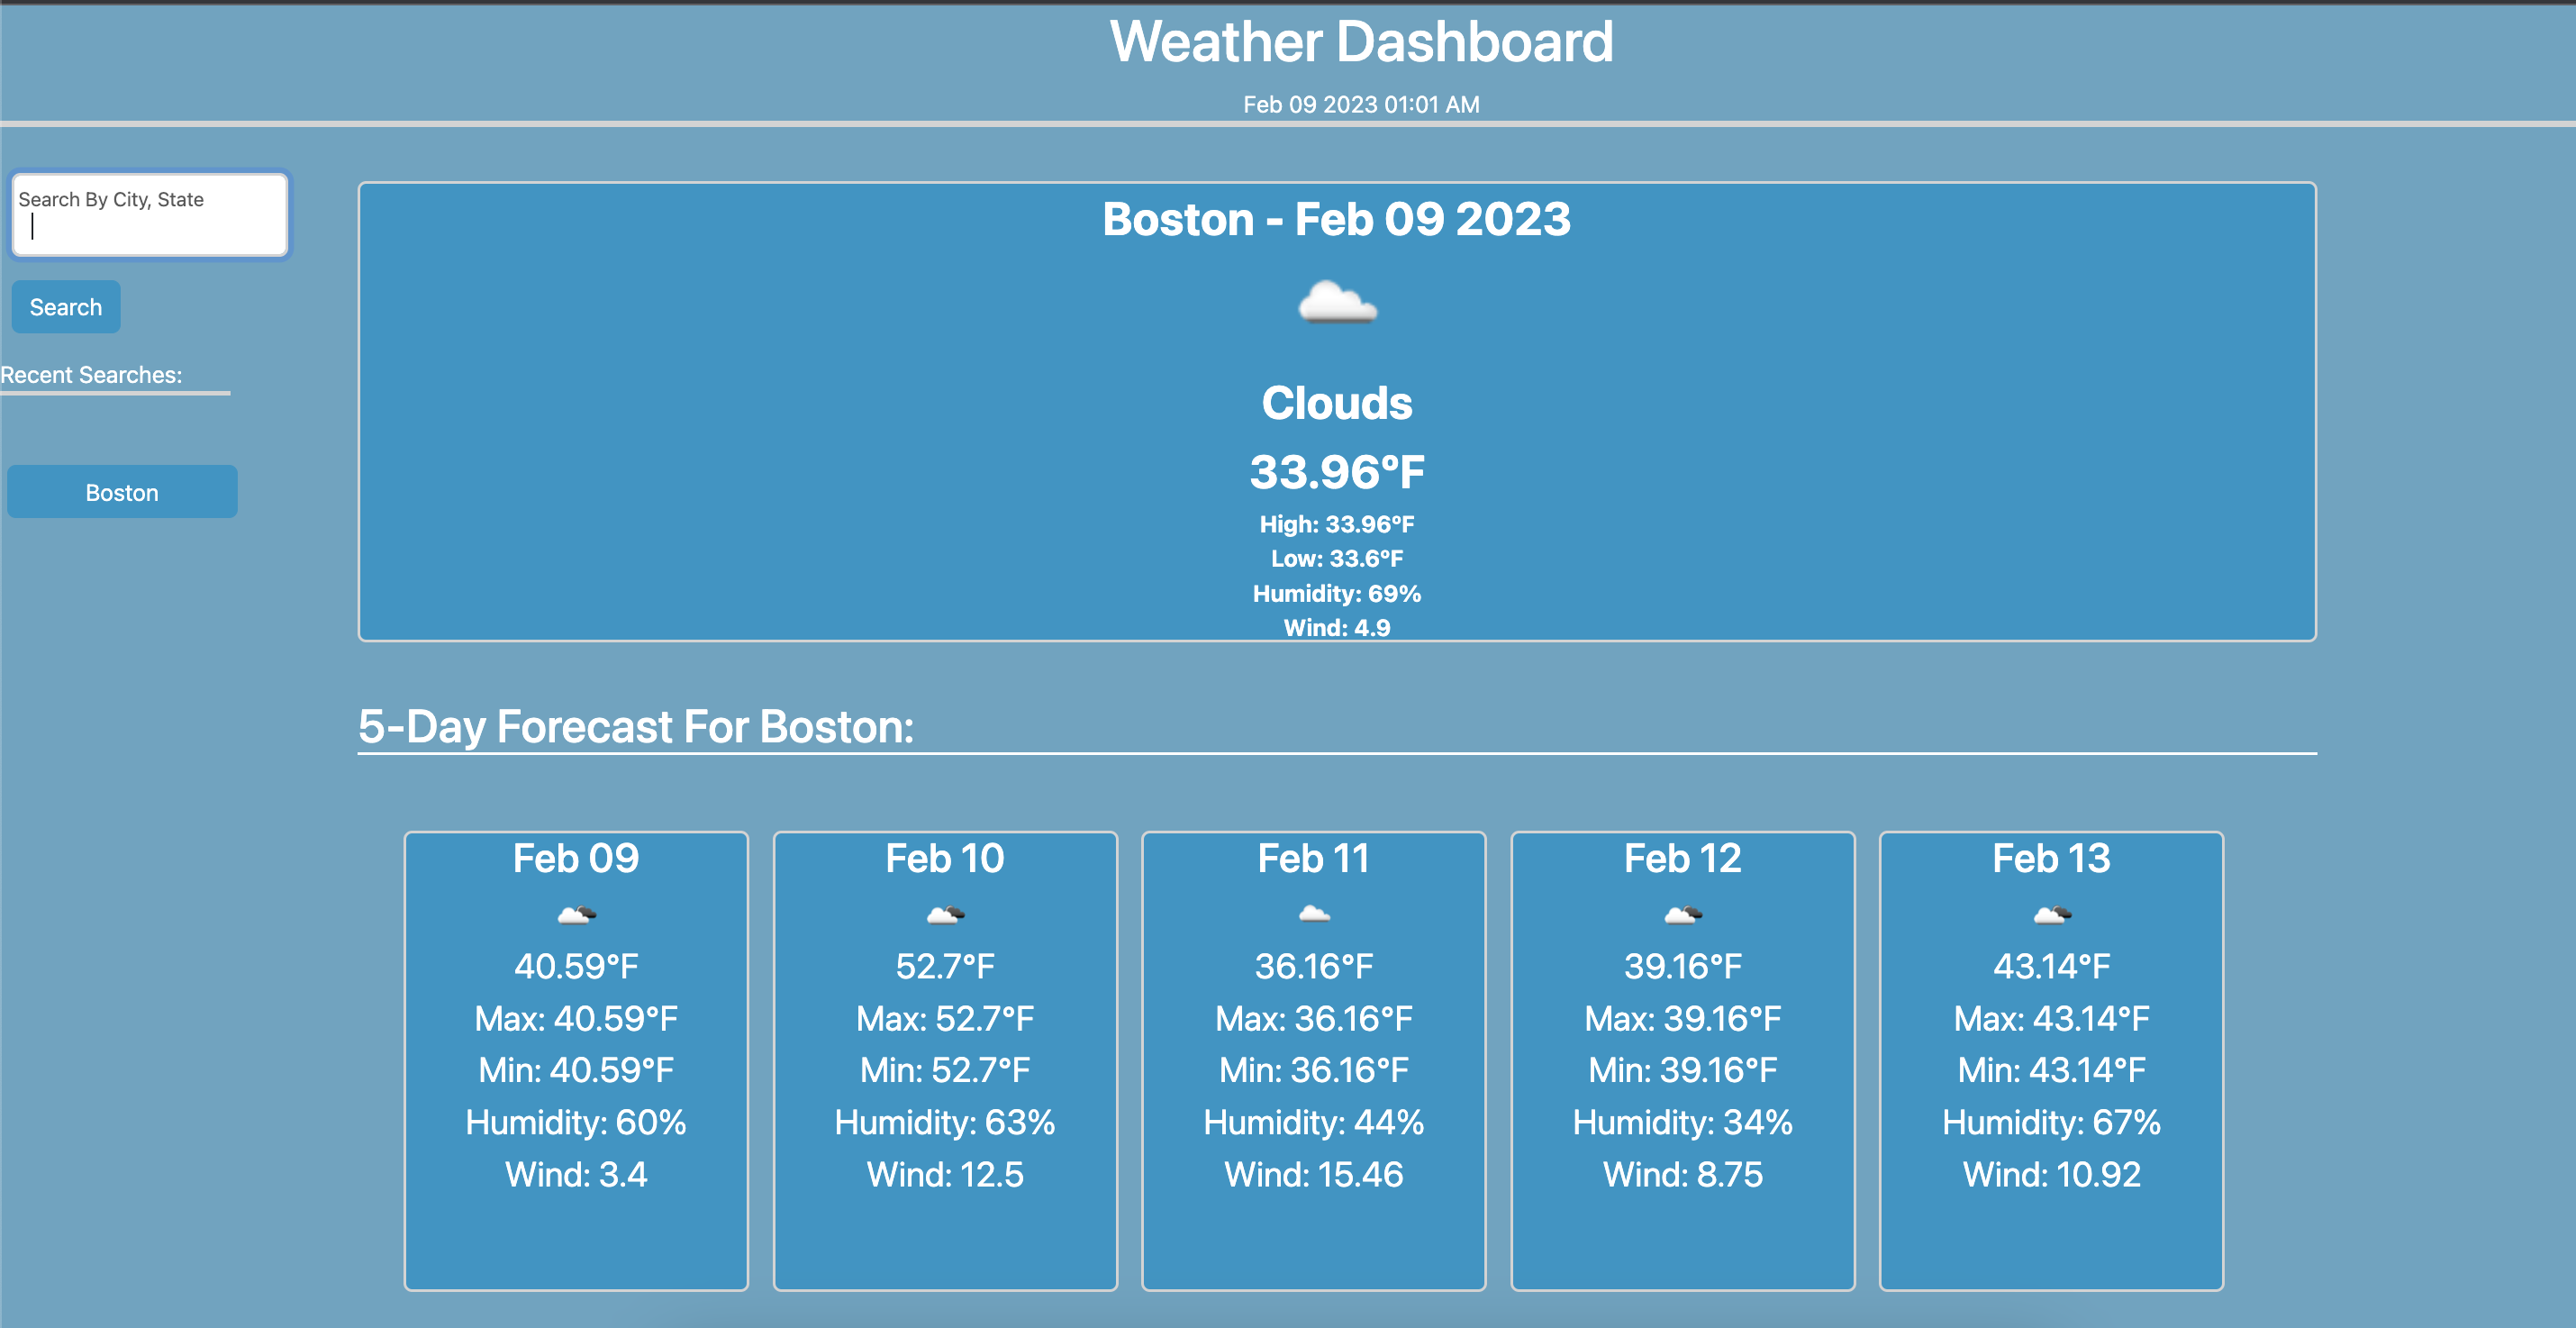 Weather Dashboard
Feb 09 2023 01:01 AM
Search By City, State
Search
Recent Searches:
Boston
Boston - Feb 09 2023
Clouds
33.96°F
High: 33.96°F
Low: 33.6°F
Humidity: 69%
Wind: 4.9
5-Day Forecast For Boston:
Feb 09
40.59°F
Max: 40.59°F
Min: 40.59°F
Humidity: 60%
Wind: 3.4
Feb 10
52.7°F
Max: 52.7°F
Min: 52.7°F
Humidity: 63%
Wind: 12.5
Feb 11
36.16°F
Max: 36.16°F
Min: 36.16°F
Humidity: 44%
Wind: 15.46
Feb 12
39.16°F
Max: 39.16°F
Min: 39.16°F
Humidity: 34%
Wind: 8.75
Feb 13
43.14°F
Max: 43.14°F
Min: 43.14°F
Humidity: 67%
Wind: 10.92